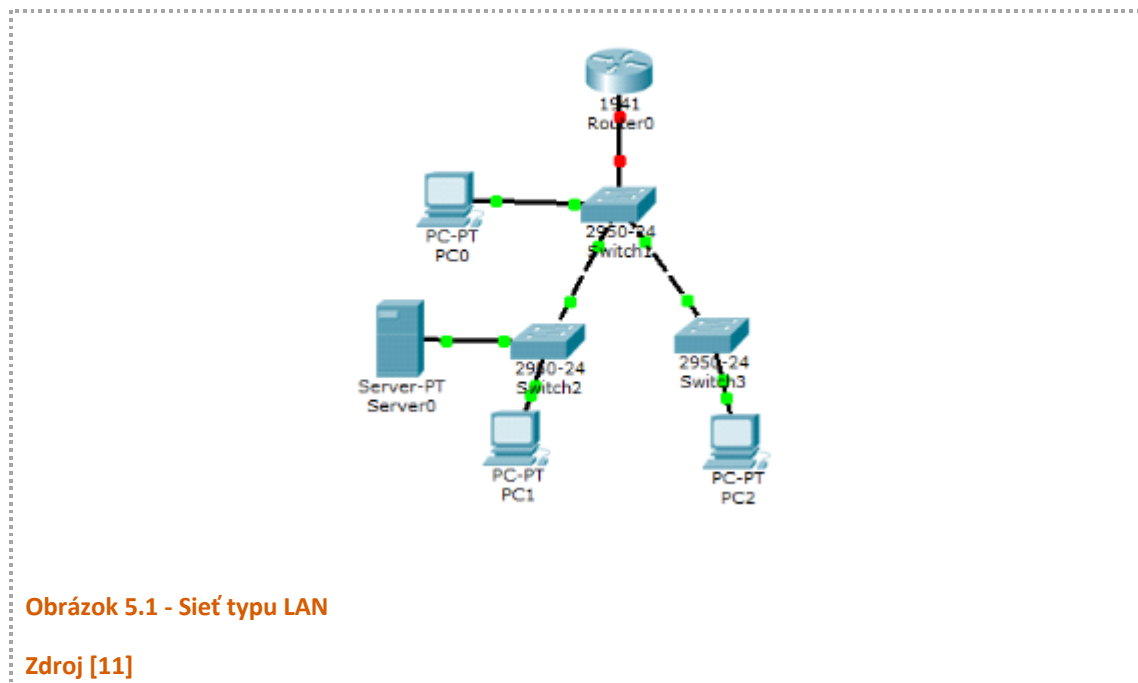 1941
Router0
PC-PT
PC0
2950-24
Switch1
Server-PT
Server0
2950-24
Switch2
2950-24
Switch3
PC-PT
PC1
PC-PT
PC2
Obrázok 5.1 - Sieť typu LAN
Zdroj [11]